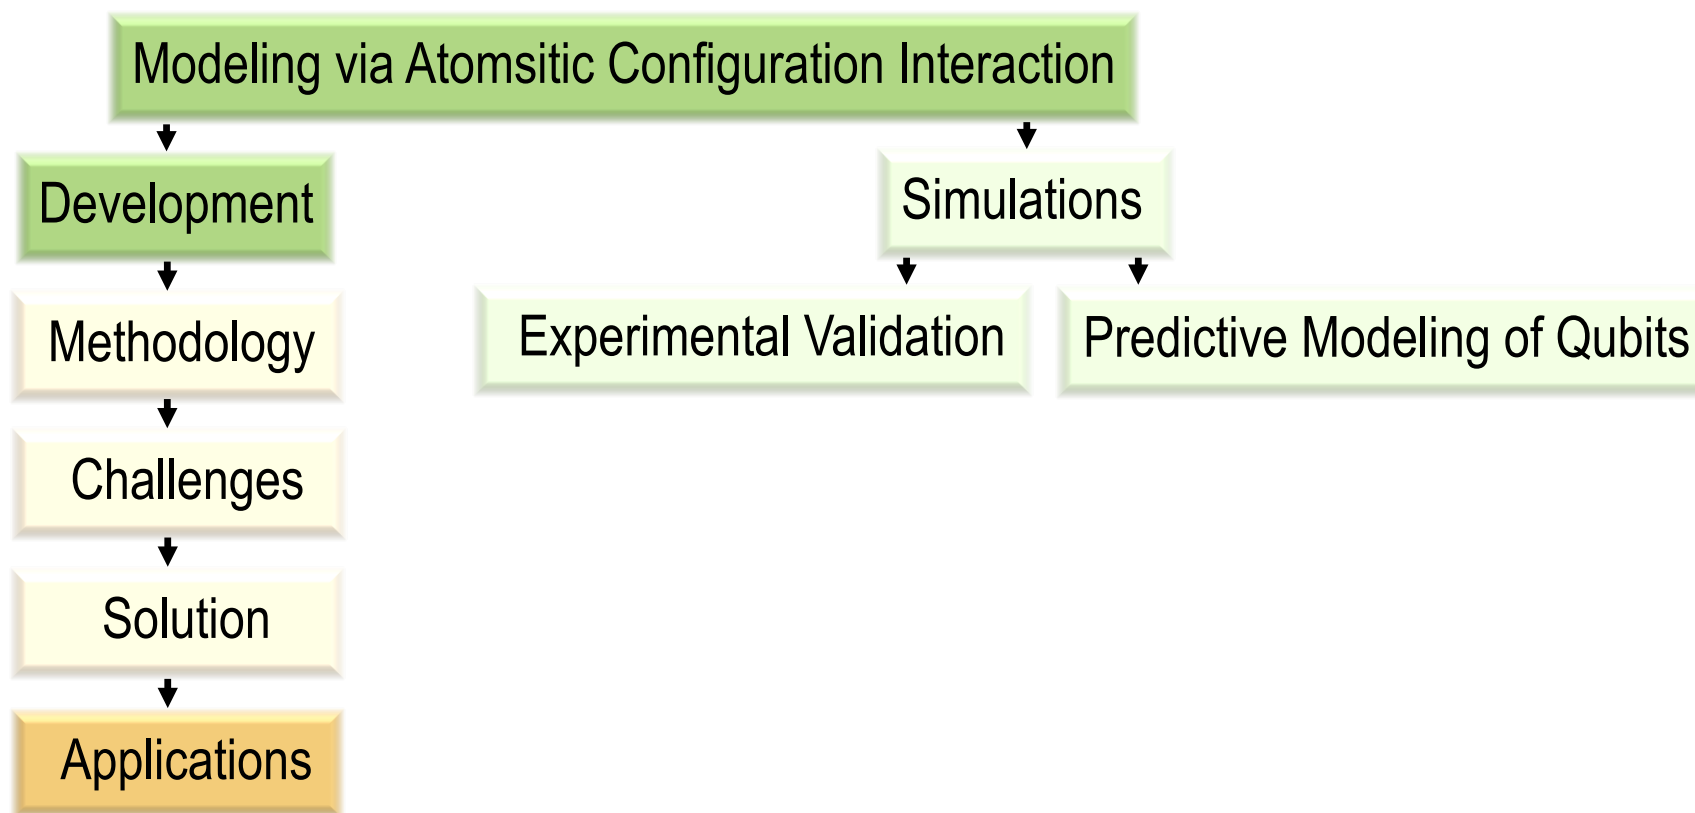 Modeling via Atomsitic Configuration Interaction
Development
Simulations
Methodology
Experimental Validation
Predictive Modeling of Qubits
Challenges
Solution
Applications